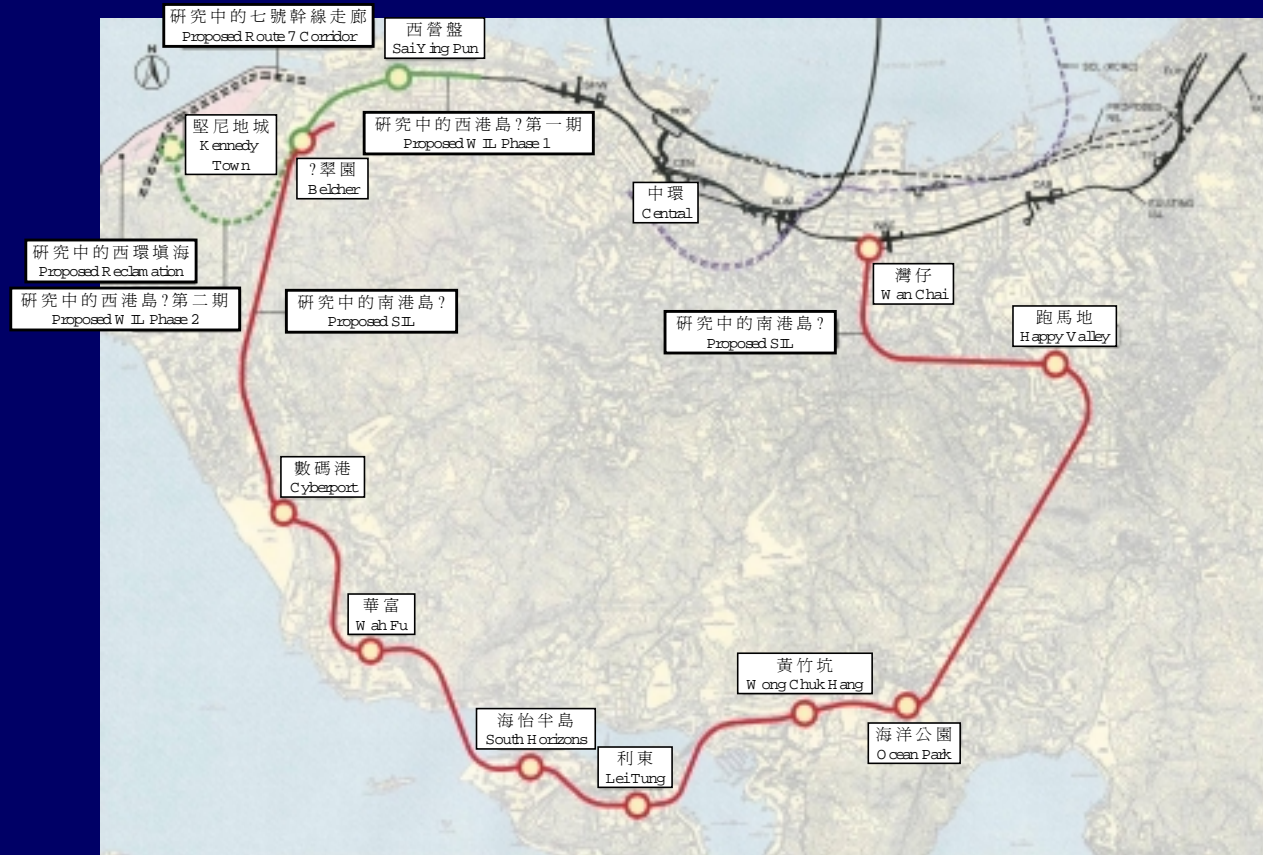 研究中的七號幹線走廊
Proposed Route 7 Corridor
西營盤
Sai Ying Pun
N
堅尼地城
Kennedy
Town
?翠園
Belcher
研究中的西港島?第一期
Proposed WIL Phase 1
中環
Central
CEN
研究中的西環填海
Proposed Reclamation
研究中的西港島?第二期
Proposed WIL Phase 2
研究中的南港島?
Proposed SIL
灣仔
Wan Chai
研究中的南港島?
Proposed SIL
跑馬地
Happy Valley
數碼港
Cyberport
華富
Wah Fu
黃竹坑
Wong Chuk Hang
海怡半島
South Horizons
利東
Lei Tung
海洋公園
Ocean Park